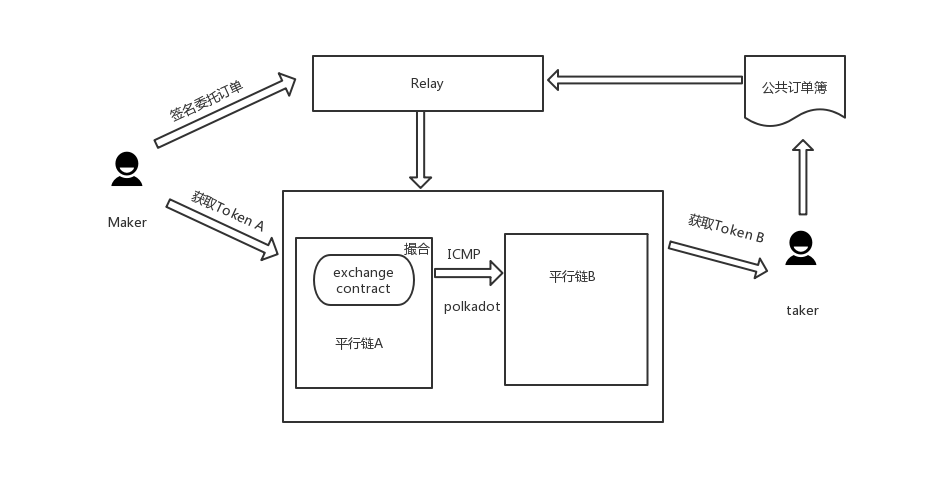 Relay
公共订单簿
签名委托订单
Maker
获取Token A
撮合
exchange
contract
ICMP
polkadot
平行链A
平行链B
获取Token B
taker